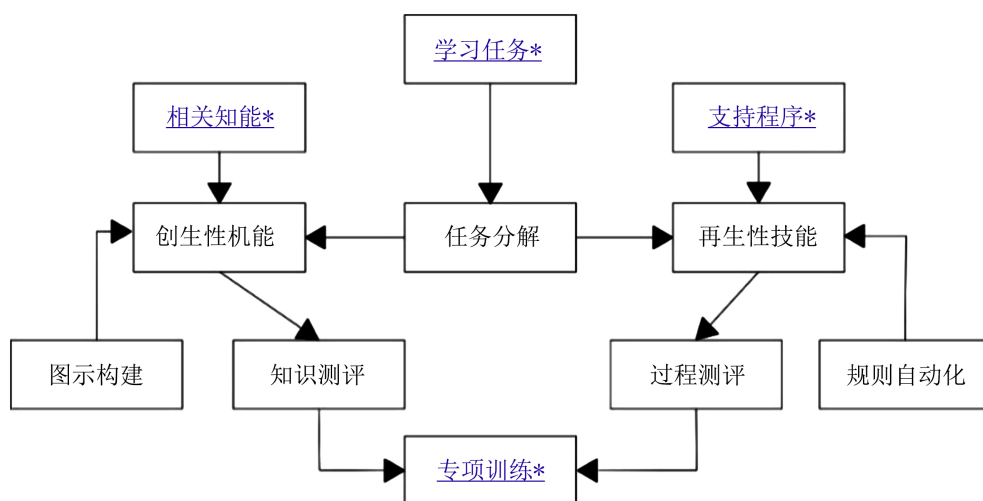 学习任务*
相关知能*
支持程序*
创生性机能
任务分解
再生性技能
图示构建
知识测评
过程测评
规则自动化
专项训练*